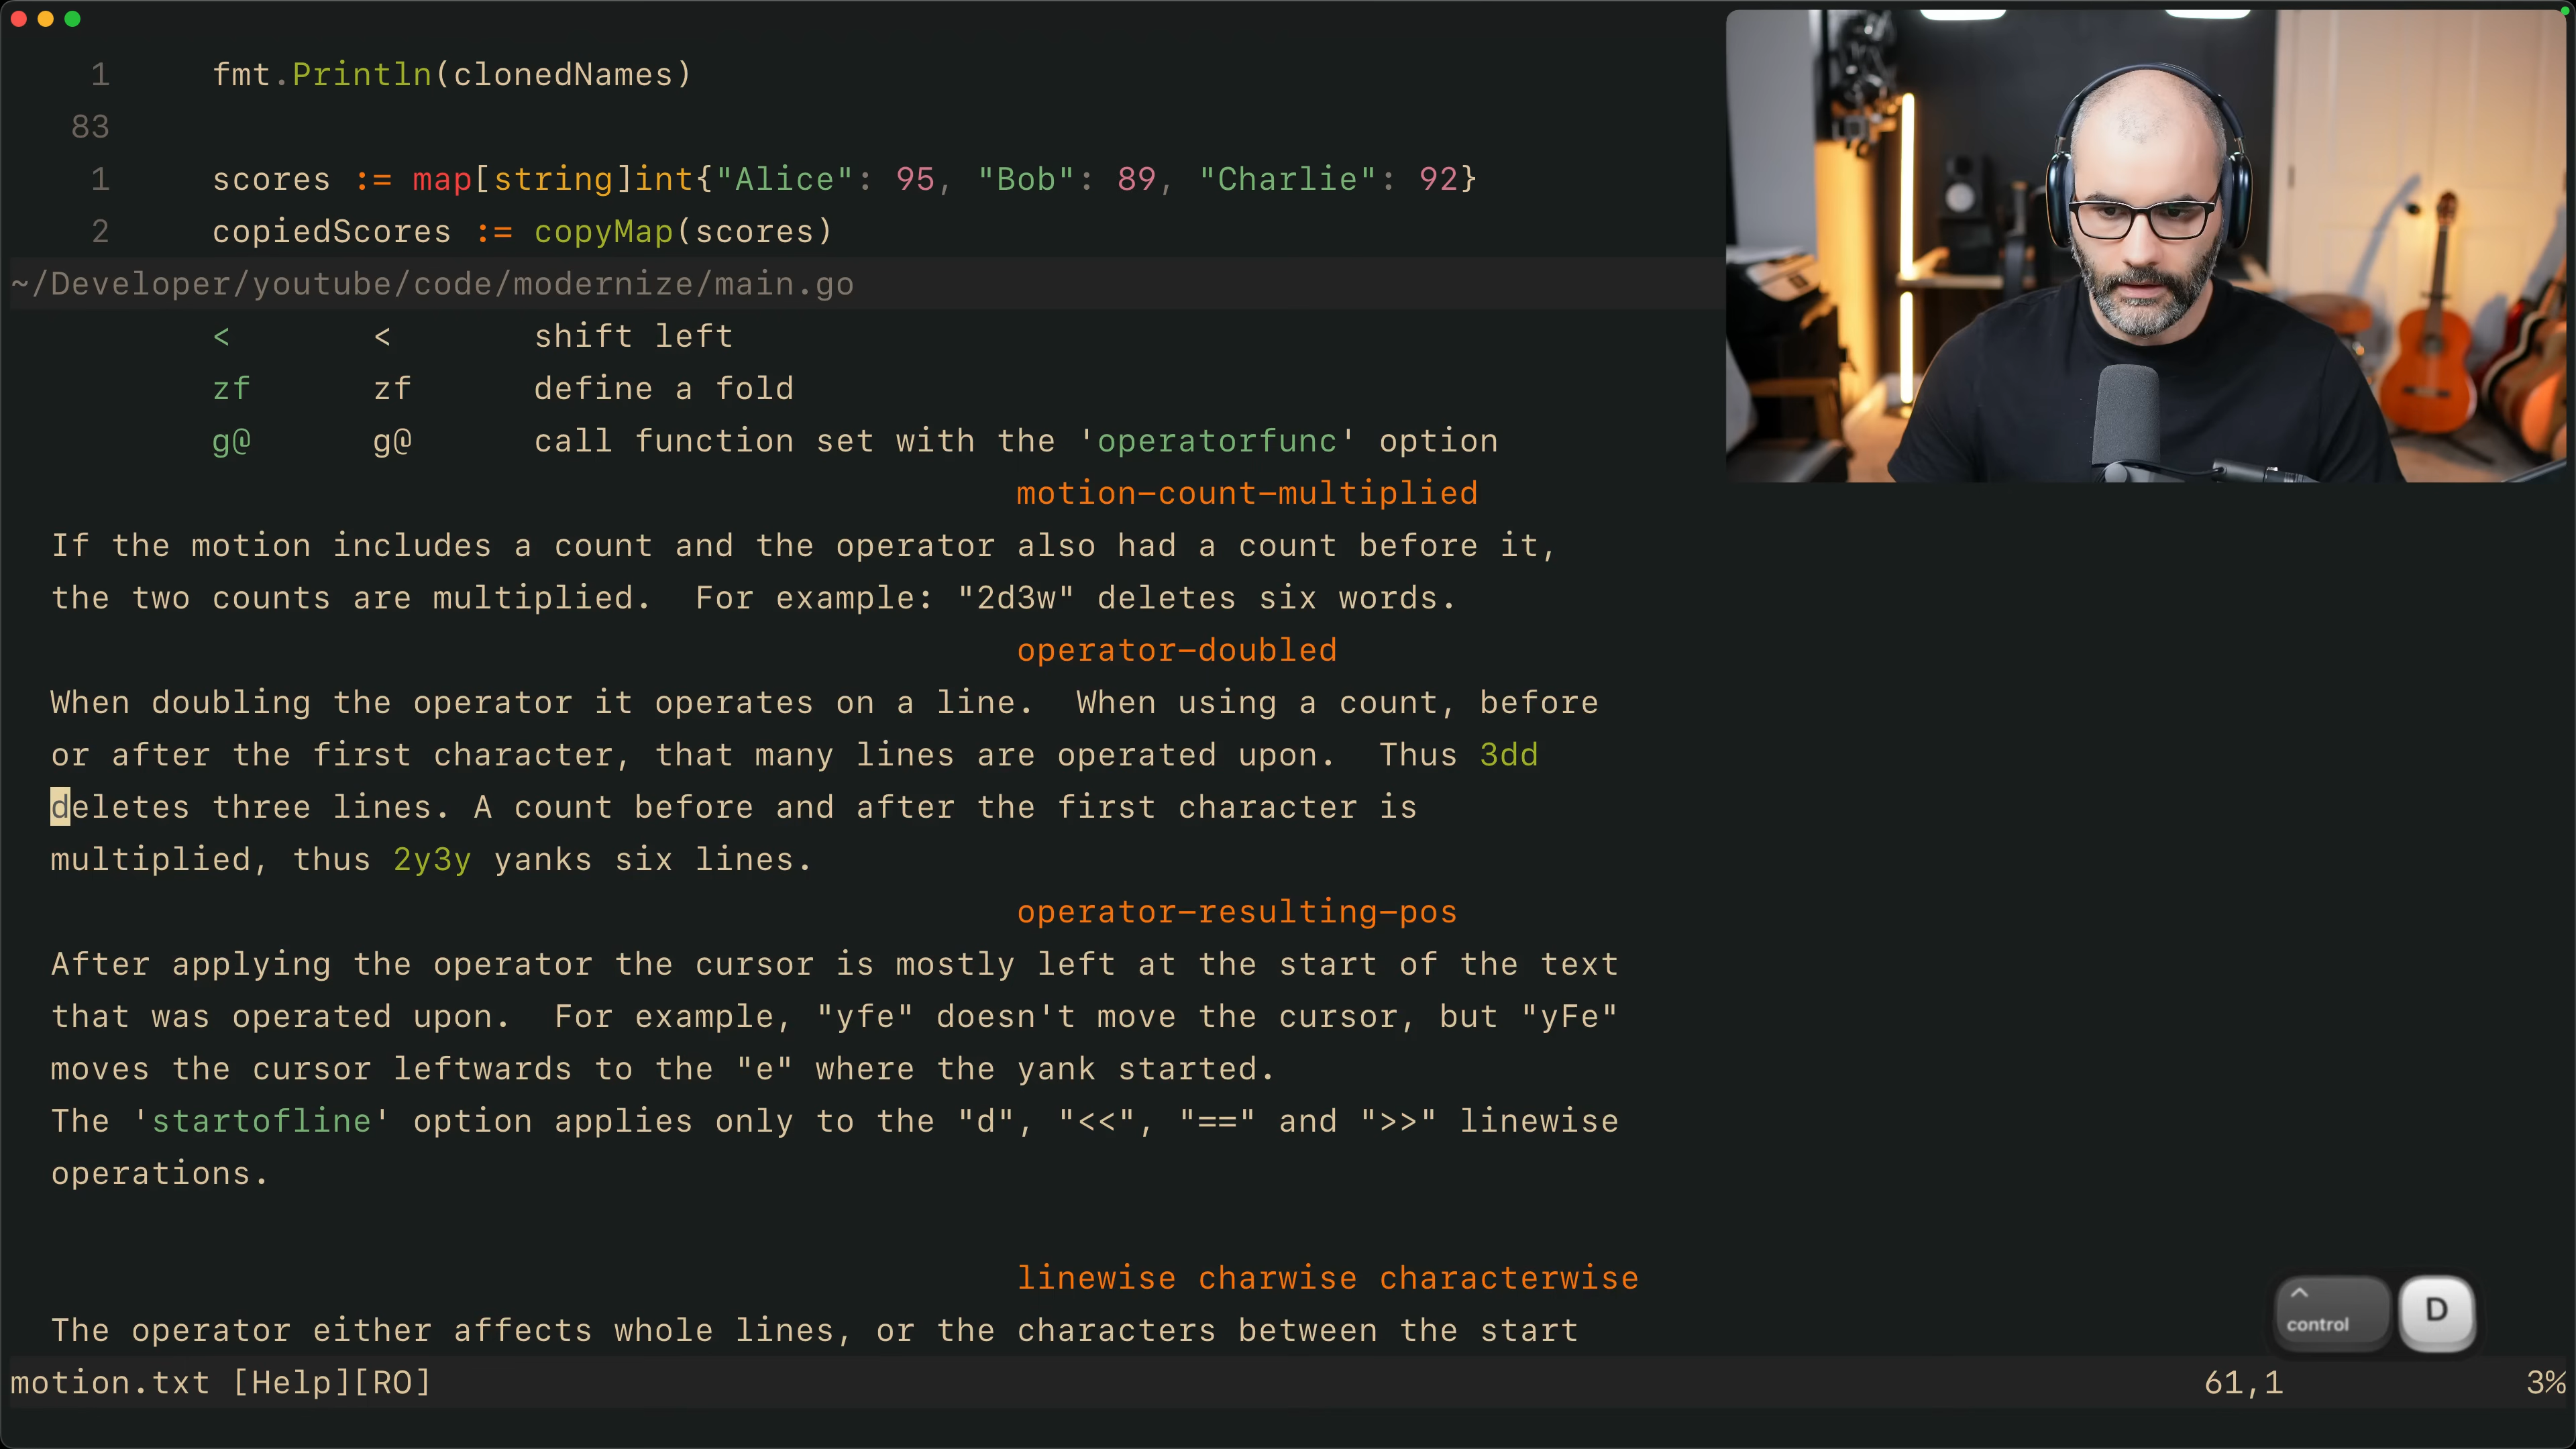 1 fmt.Println(clonedNames)
83
1 scores := map[string]int{"Alice": 95, "Bob": 89, "Charlie": 92}
2 copiedScores := copyMap(scores)
~/Developer/youtube/code/modernize/main.go
< < shift left
zf zf define a fold
g@ g@ call function set with the 'operatorfunc' option
motion-count-multiplied
If the motion includes a count and the operator also had a count before it,
the two counts are multiplied.  For example: "2d3w" deletes six words.
operator-doubled
When doubling the operator it operates on a line.  When using a count, before
or after the first character, that many lines are operated upon.  Thus 3dd
deletes three lines. A count before and after the first character is
multiplied, thus 2y3y yanks six lines.
operator-resulting-pos
After applying the operator the cursor is mostly left at the start of the text
that was operated upon.  For example, "yfe" doesn't move the cursor, but "yFe"
moves the cursor leftwards to the "e" where the yank started.
The 'startofline' option applies only to the "d", "<<", "==" and ">>" linewise
operations.
linewise charwise characterwise
The operator either affects whole lines, or the characters between the start
^
control D
motion.txt [Help][RO] 61,1 3%